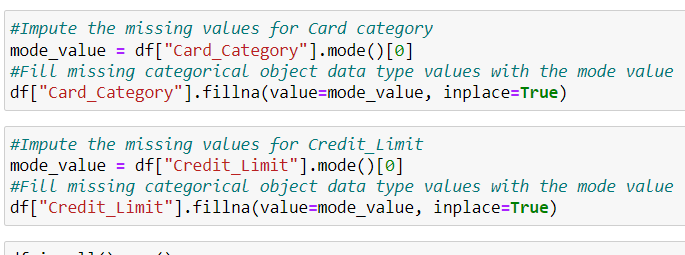 #Impute the missing values for Card category
mode_value = df["Card_Category"].mode()[0]
#Fill missing categorical object data type values with the mode value
df["Card_Category"].fillna(value=mode_value, inplace=True)
#Impute the missing values for Credit_Limit
mode_value = df["Credit_Limit"].mode()[0]
#Fill missing categorical object data type values with the mode value
df["Credit_Limit"].fillna(value=mode_value, inplace=True)